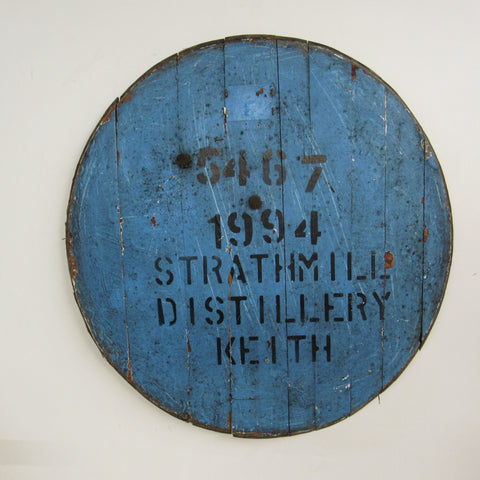 5467
1994
STRATHMILL
DISTILLERY
KEITH